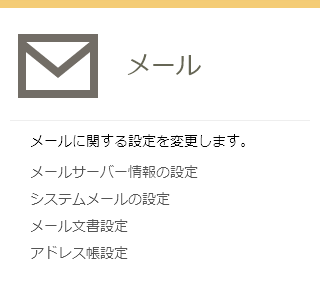 メール
メールに関する設定を変更します。
メールサーバー情報の設定
システムメールの設定
メール文書設定
アドレス帳設定